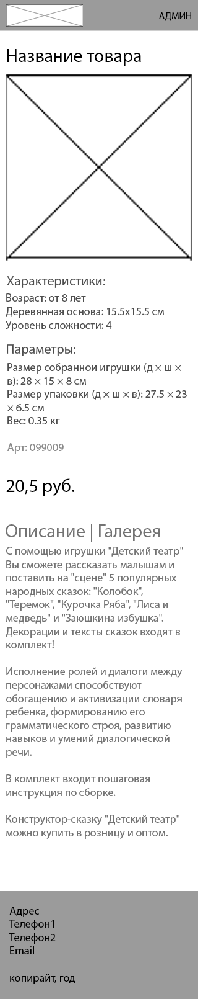 АДМИН
Название товара
Характеристики:
Возраст: от 8 лет
Деревянная основа: 15.5х15.5 см
Уровень сложности: 4
Параметры:
Размер собраннои игрушки (д × ш ×
в): 28 × 15 × 8 см
Размер упаковки (д × ш × в): 27.5 × 23
× 6.5 см
Вес: 0.35 кг
Арт: 099009
20,5 руб.
Описание | Галерея
С помощью игрушки "Детский театр"
Вы сможете рассказать малышам и
поставить на "сцене" 5 популярных
народных сказок: "Колобок",
"Теремок", "Курочка Ряба", "Лиса и
медведь" и "Заюшкина избушка".
Декорации и тексты сказок входят в
комплект!
Исполнение ролей и диалоги между
персонажами способствуют
обогащению и активизации словаря
ребенка, формированию его
грамматического строя, развитию
навыков и умений диалогической
речи.
В комплект входит пошаговая
инструкция по сборке.
Конструктор-сказку "Детский театр"
можно купить в розницу и оптом.
Адрес
Телефон1
Телефон2
Email
копирайт, год